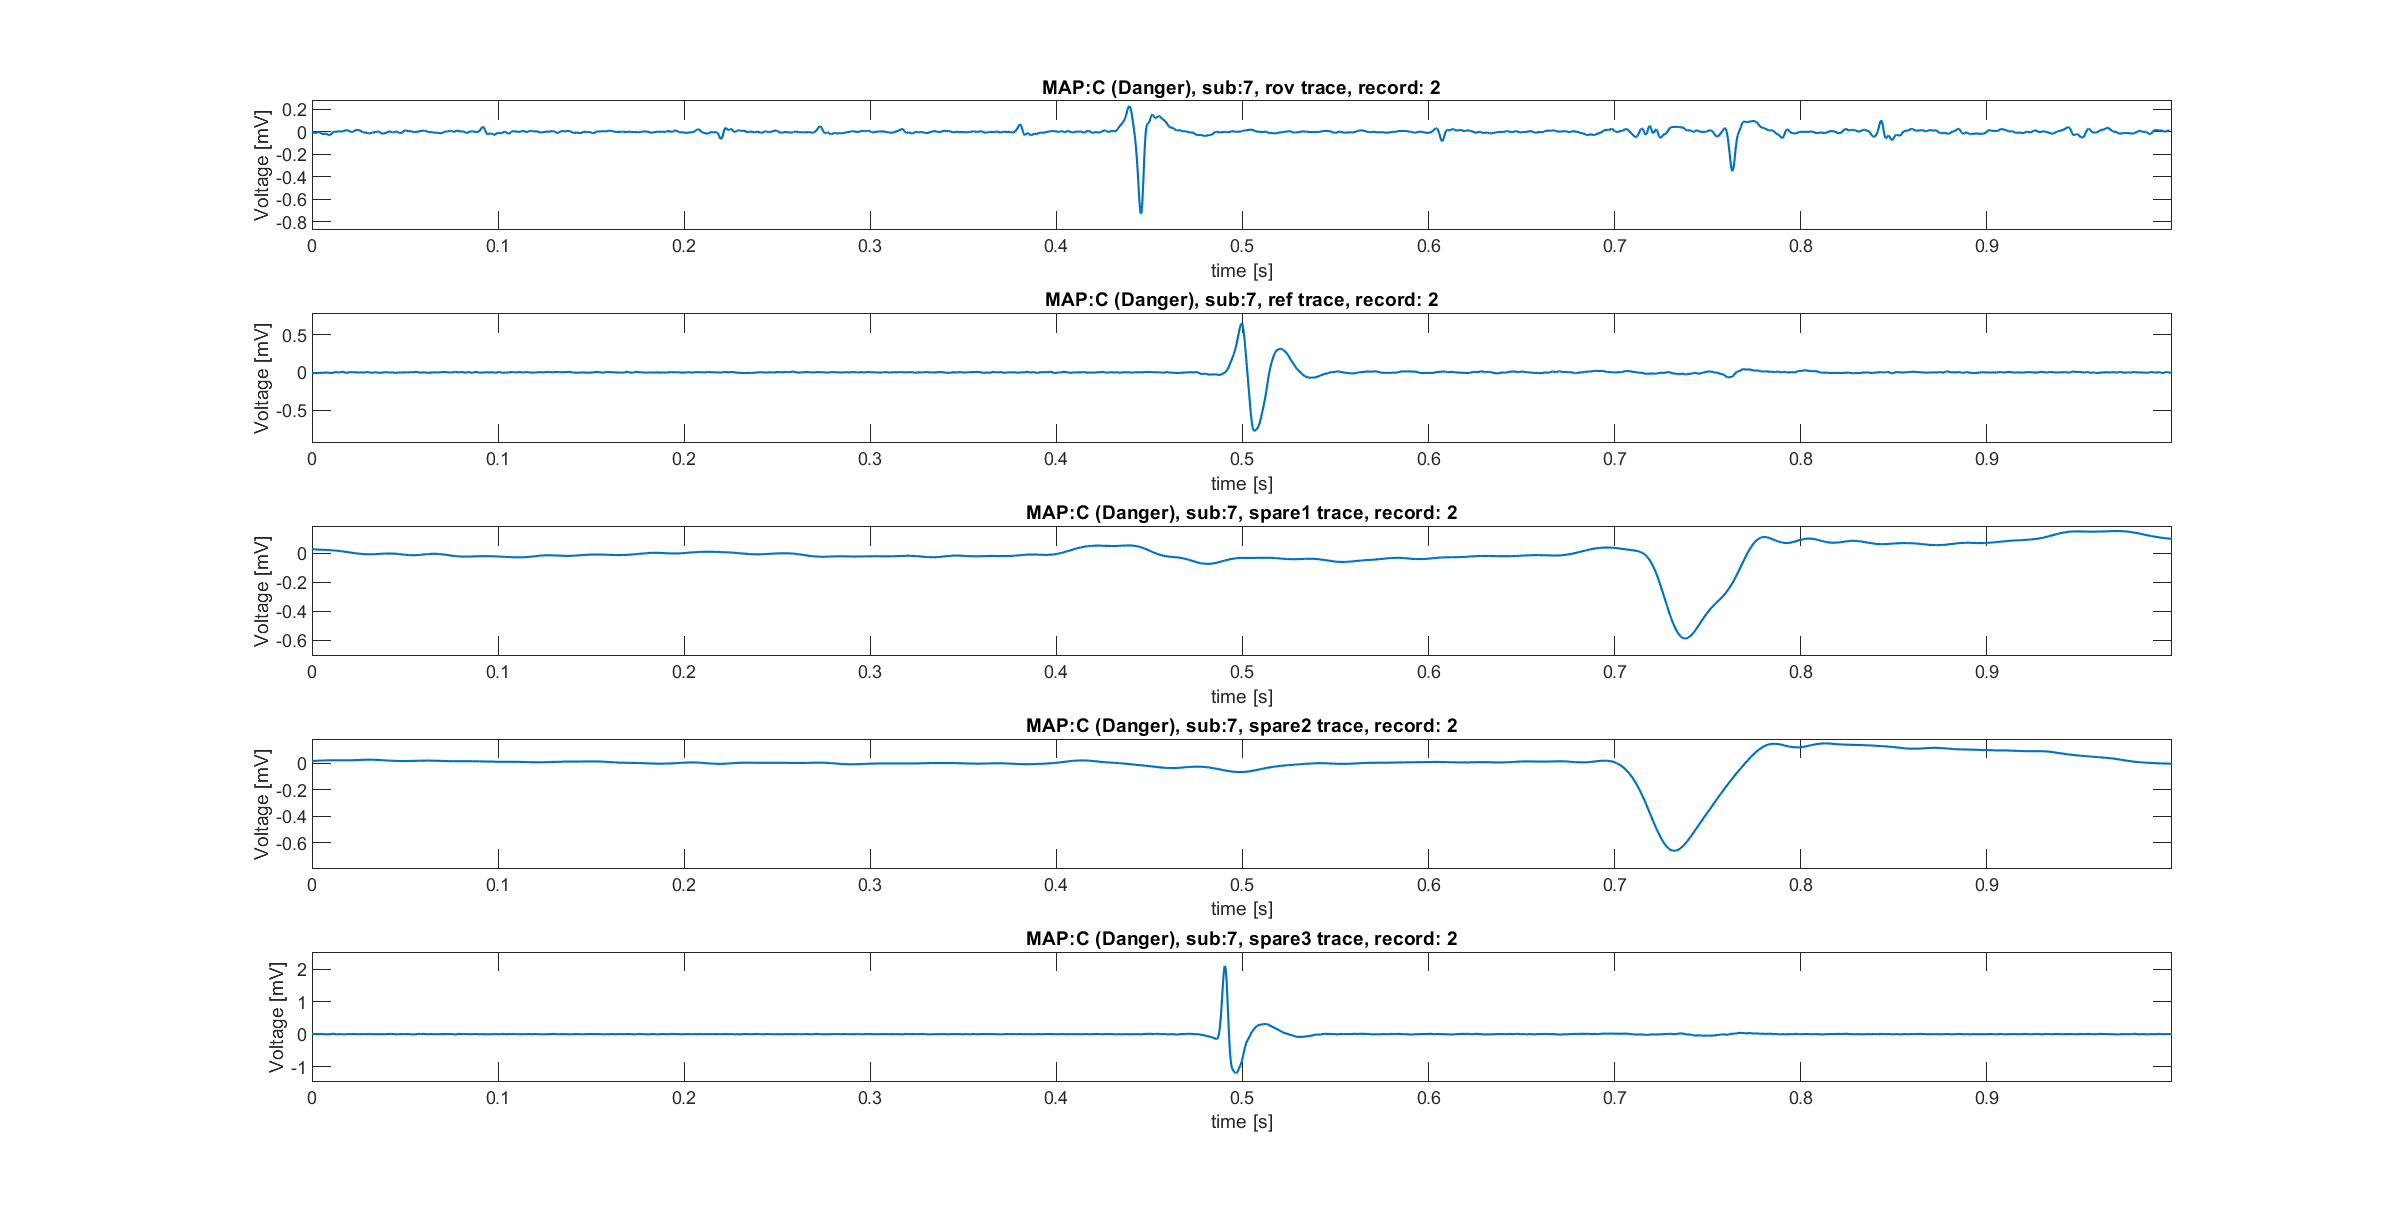 MAP:C (Danger), sub:7, rov trace, record: 2
Voltage [mV]
0.2
0
-0.2
-0.4
-0.6
-0.8
0 0.1 0.2 0.3 0.4 0.5 0.6 0.7 0.8 0.9
time [s]
MAP:C (Danger), sub:7, ref trace, record: 2
Voltage [mV]
0.5
0
-0.5
0 0.1 0.2 0.3 0.4 0.5 0.6 0.7 0.8 0.9
time [s]
MAP:C (Danger), sub:7, spare1 trace, record: 2
Voltage [mV]
0
-0.2
-0.4
-0.6
0 0.1 0.2 0.3 0.4 0.5 0.6 0.7 0.8 0.9
time [s]
MAP:C (Danger), sub:7, spare2 trace, record: 2
Voltage [mV]
0
-0.2
-0.4
-0.6
0 0.1 0.2 0.3 0.4 0.5 0.6 0.7 0.8 0.9
time [s]
MAP:C (Danger), sub:7, spare3 trace, record: 2
Voltage [mV]
2
1
0
-1
0 0.1 0.2 0.3 0.4 0.5 0.6 0.7 0.8 0.9
time [s]